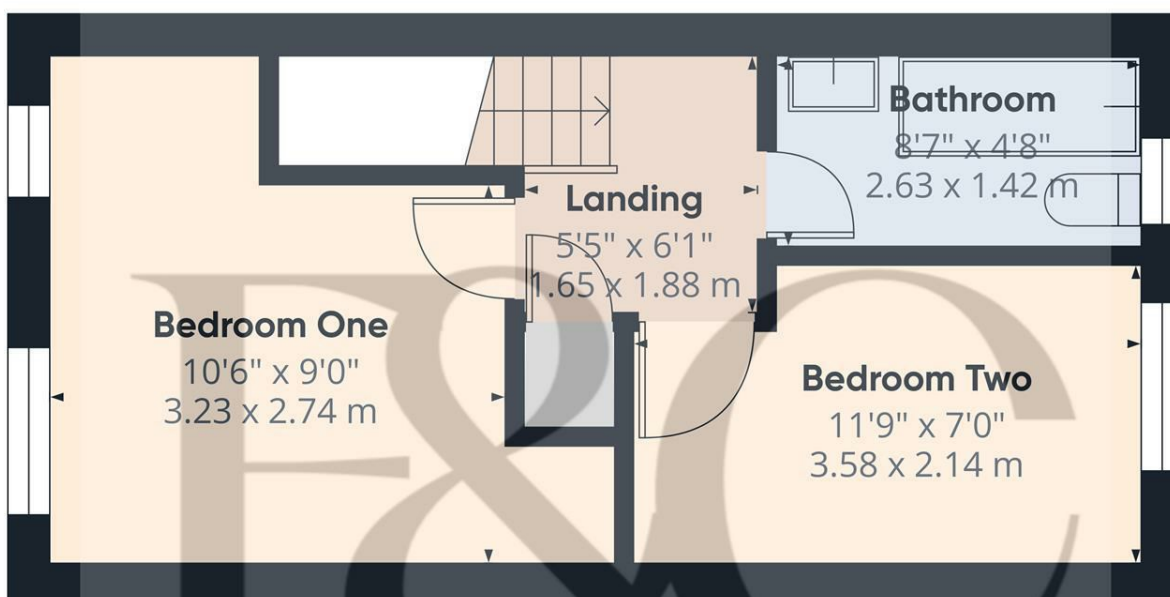 Bathroom
8'7" x 4'8"
2.63 x 1.42 m
Landing
5'5" x 6'1"
1.65 x 1.88 m
Bedroom One
10'6" x 9'0"
3.23 x 2.74 m
Bedroom Two
11'9" x 7'0"
3.58 x 2.14 m
F&C